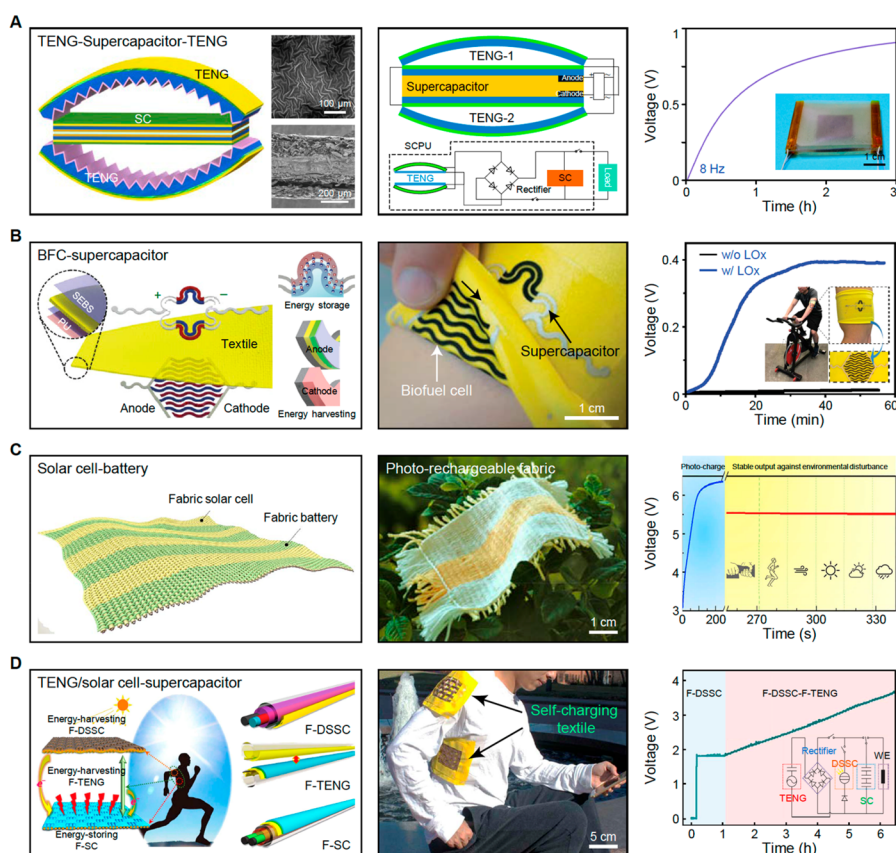 A
TENG-Supercapacitor-TENG
TENG
SC
TENG
100 µm
200 µm
TENG-1
Supercapacitor
Anode
Cathode
TENG-2
SCPU
TENG
Rectifier
SC
Load
Voltage (V)
1
0.5
0
8 Hz
1 cm
0 1 2 3
Time (h)
B
BFC-supercapacitor
SEBS
PU
+ −
Textile
Anode Cathode
Energy storage
Anode
Cathode
Energy harvesting
Supercapacitor
Biofuel cell
1 cm
Voltage (V)
0.4
0.2
0.0
w/o LOx
w/ LOx
0 20 40 60
Time (min)
C
Solar cell-battery
Fabric solar cell
Fabric battery
Photo-rechargeable fabric
1 cm
Photo-charge Stable output against environmental disturbance
Voltage (V)
6
5
4
3
0 200 270 300 330
Time (s)
D
TENG/solar cell-supercapacitor
Energy-harvesting
F-DSSC
Energy-harvesting
F-TENG
Energy-storing
F-SC
F-DSSC
F-TENG
F-SC
Self-charging
textile
5 cm
F-DSSC F-DSSC-F-TENG
Voltage (V)
4
3
2
1
0
Rectifier
DSSC
WE
TENG
SC
0 1 2 3 4 5 6
Time (h)